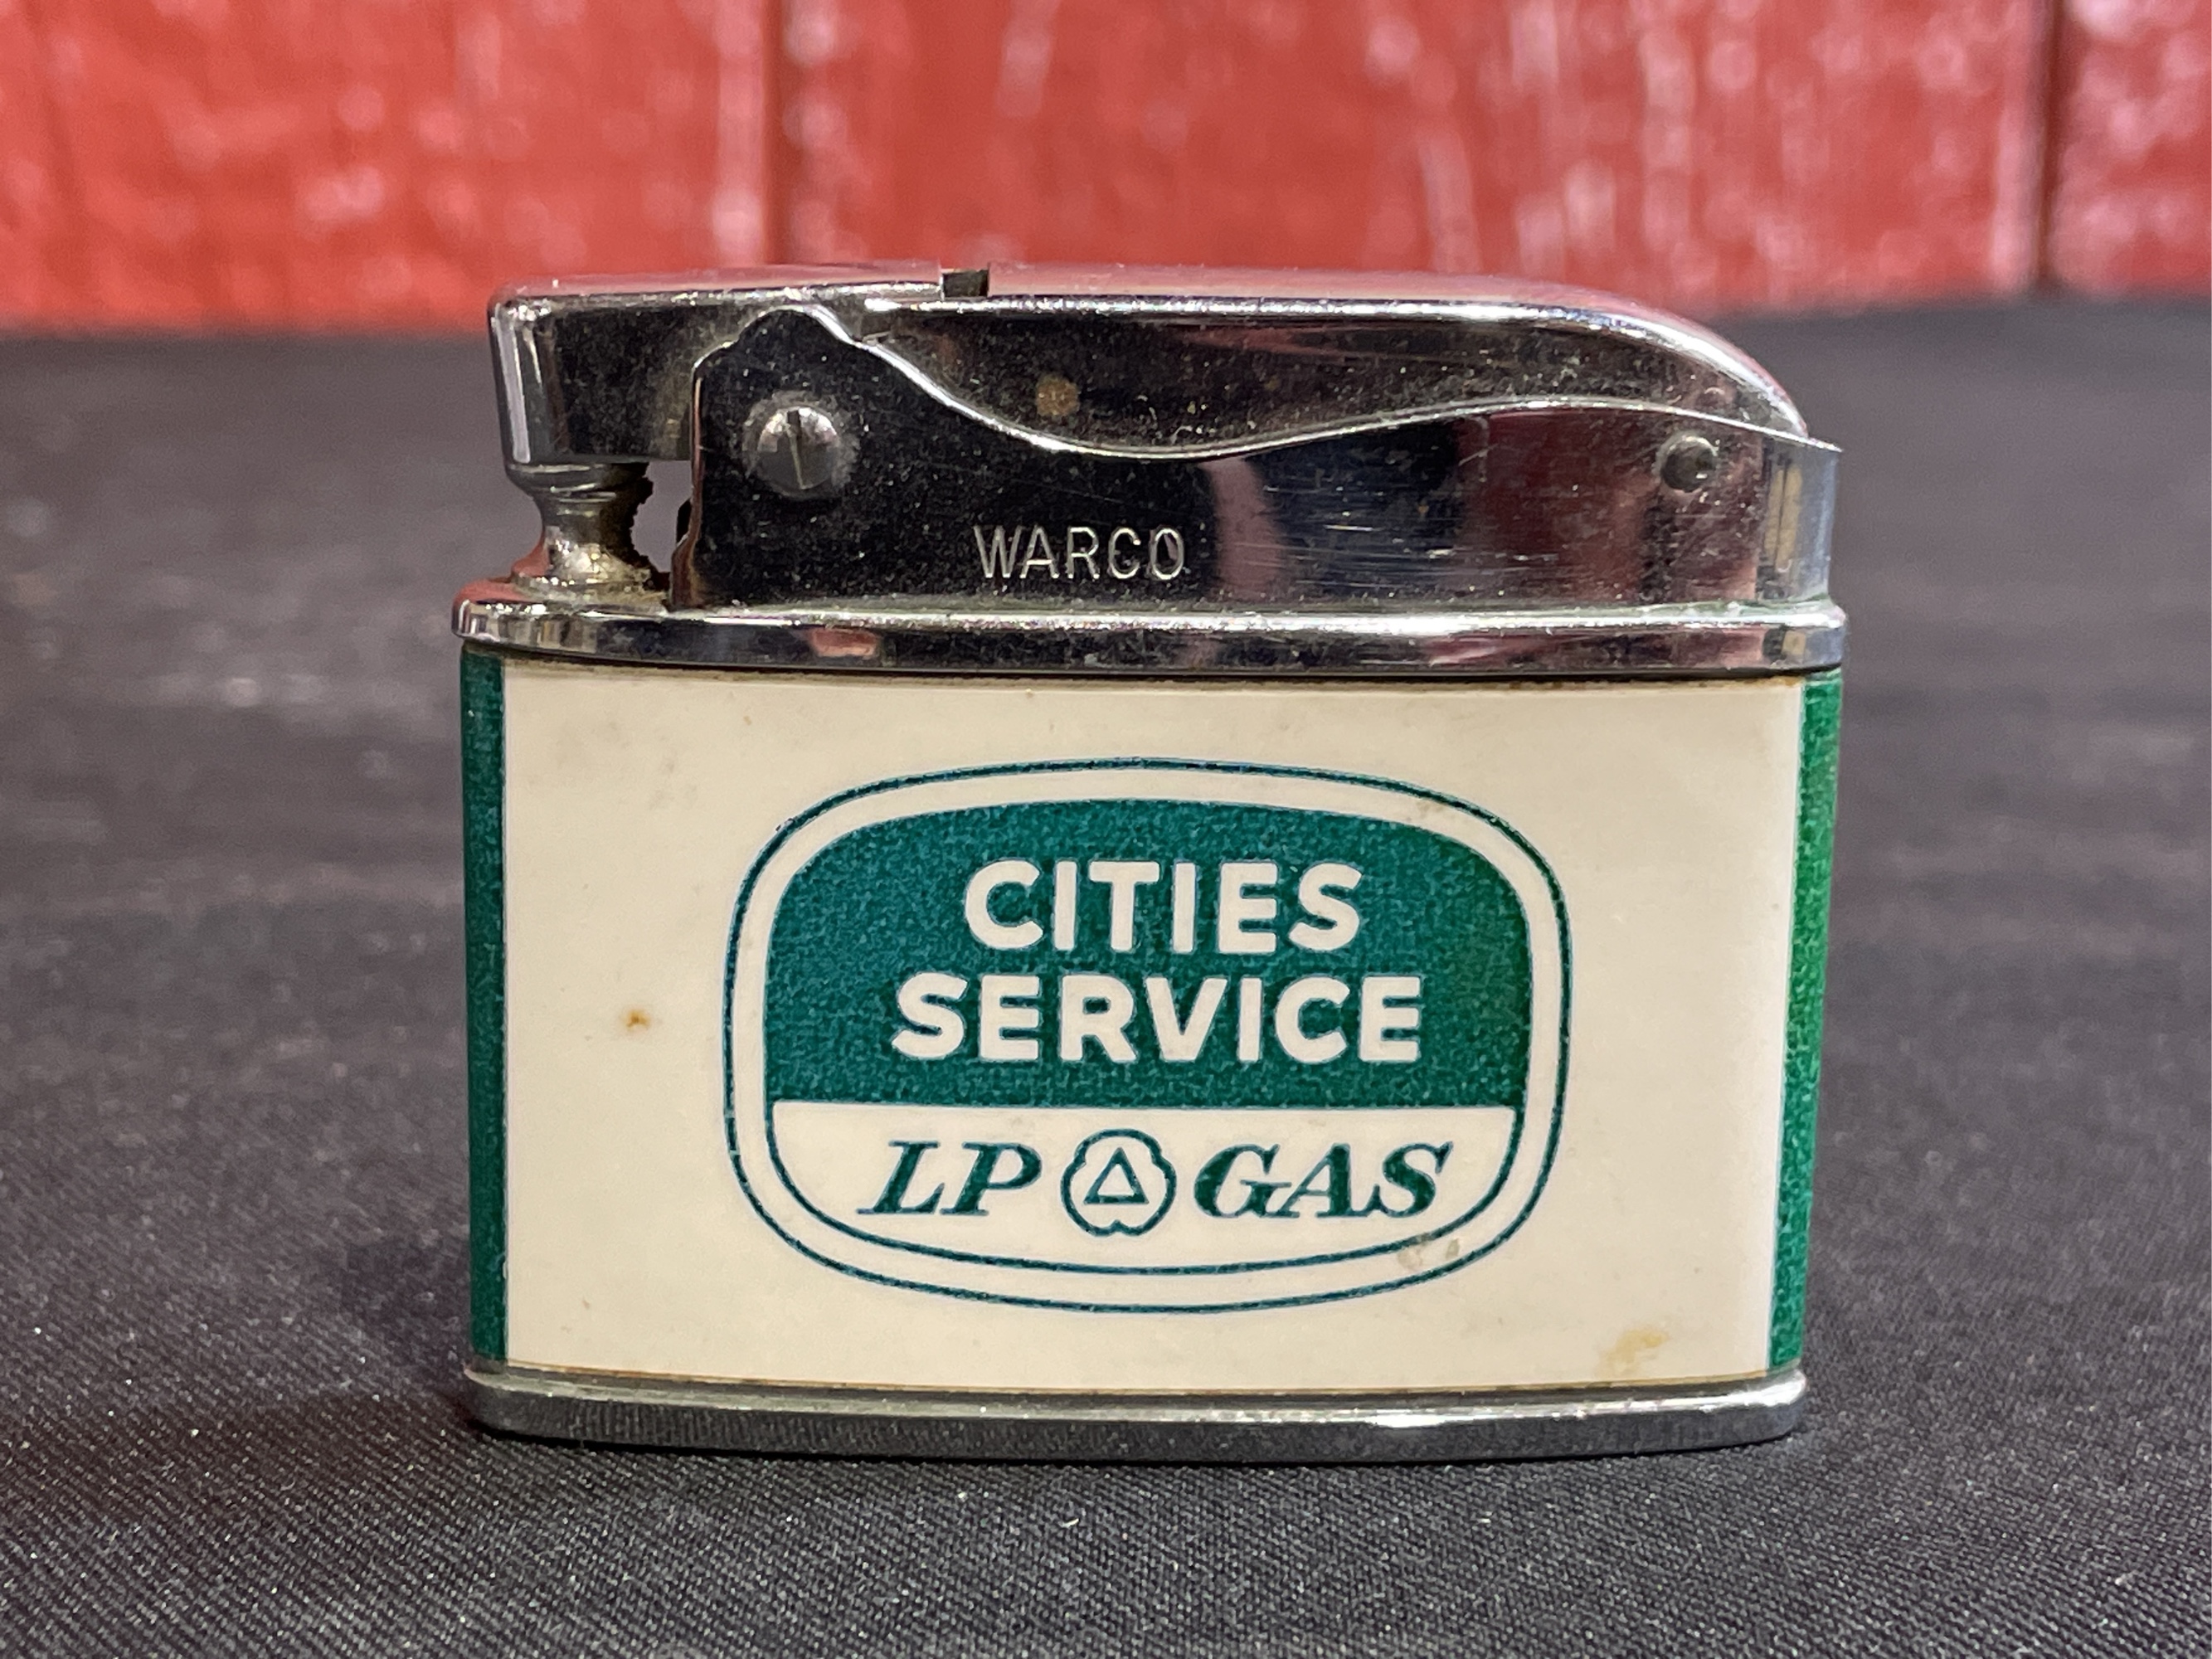 WARCO
CITIES
SERVICE
LP GAS